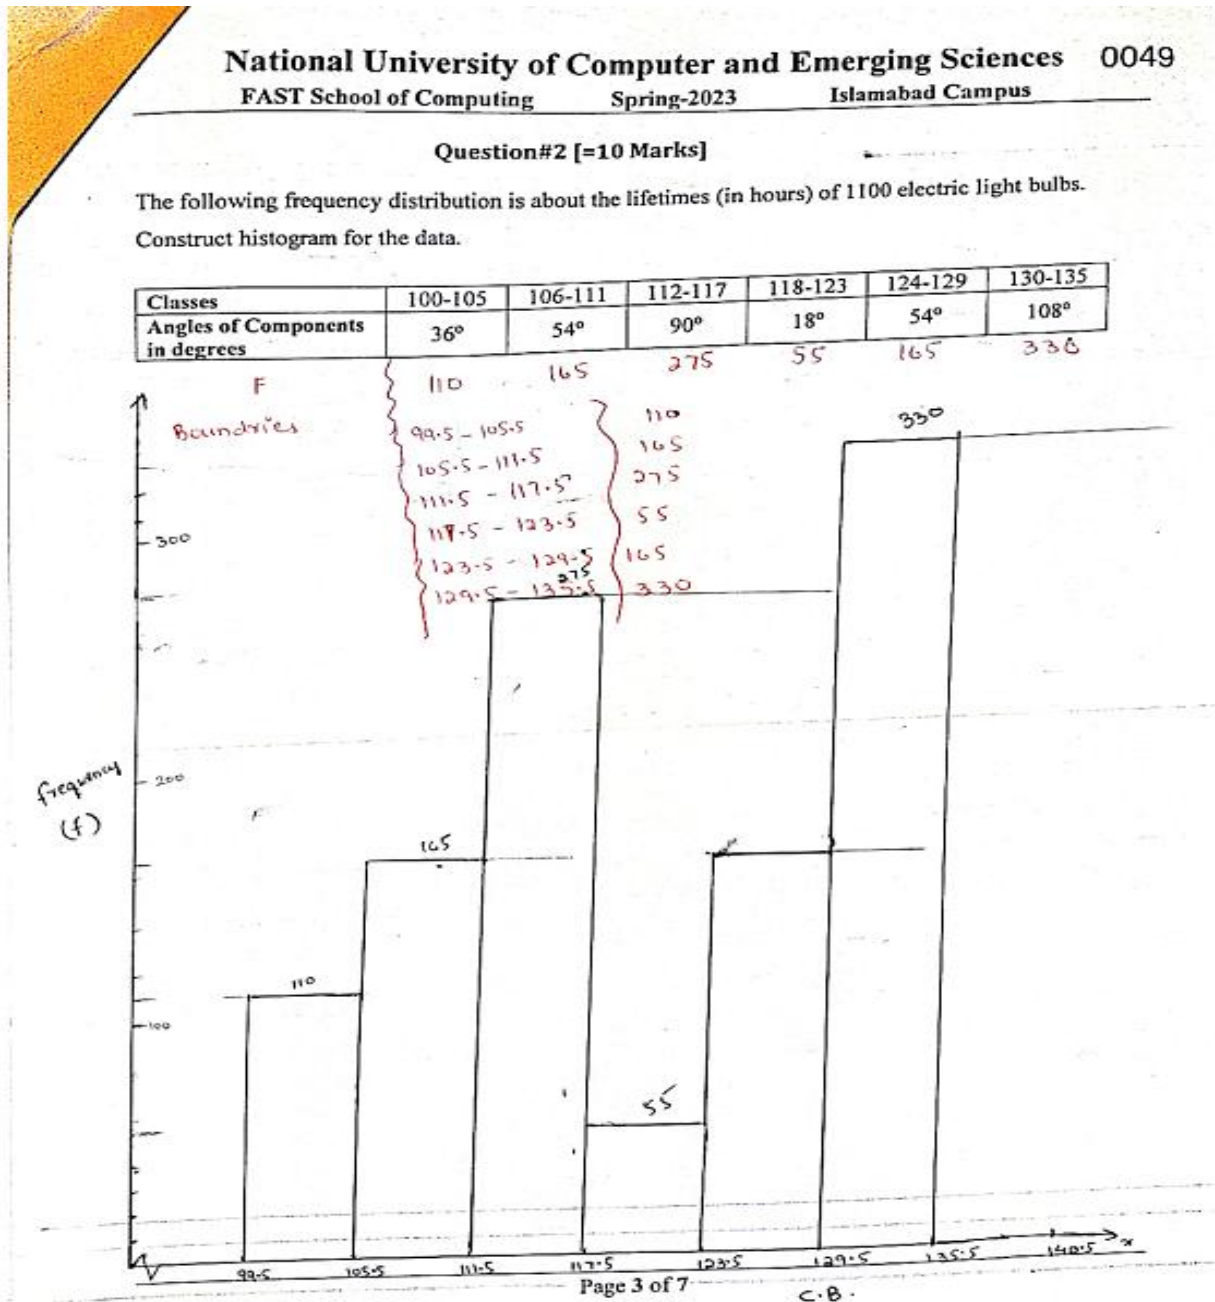 National University of Computer and Emerging Sciences 0049
FAST School of Computing Spring-2023 Islamabad Campus
Question#2 [=10 Marks]
The following frequency distribution is about the lifetimes (in hours) of 1100 electric light bulbs.
Construct histogram for the data.
Classes 100-105 106-111 112-117 118-123 124-129 130-135
Angles of Components in degrees 36º 54º 90º 18º 54º 108º
F 110 165 275 55 165 330
Boundries
99.5 - 105.5 110
105.5 - 111.5 165
111.5 - 117.5 275
117.5 - 123.5 55
123.5 - 129.5 165
129.5 - 135.5 330
330
300
275
frequency
(f)
200
165
110
100
55
99.5 105.5 111.5 117.5 123.5 129.5 135.5 140.5 x
Page 3 of 7
C.B.